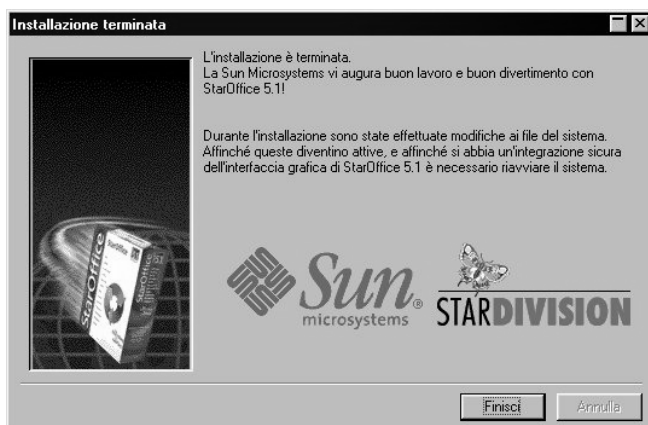 Installazione terminata
L'installazione è terminata.
La Sun Microsystems vi augura buon lavoro e buon divertimento con
StarOffice 5.1!
Durante l'installazione sono state effettuate modifiche ai file del sistema.
Affinché queste diventino attive, e affinché si abbia un'integrazione sicura
dell'interfaccia grafica di StarOffice 5.1 è necessario riavviare il sistema.
StarOffice
StarOffice
Sun
microsystems
STARDIVISION
Finisci
Annulla